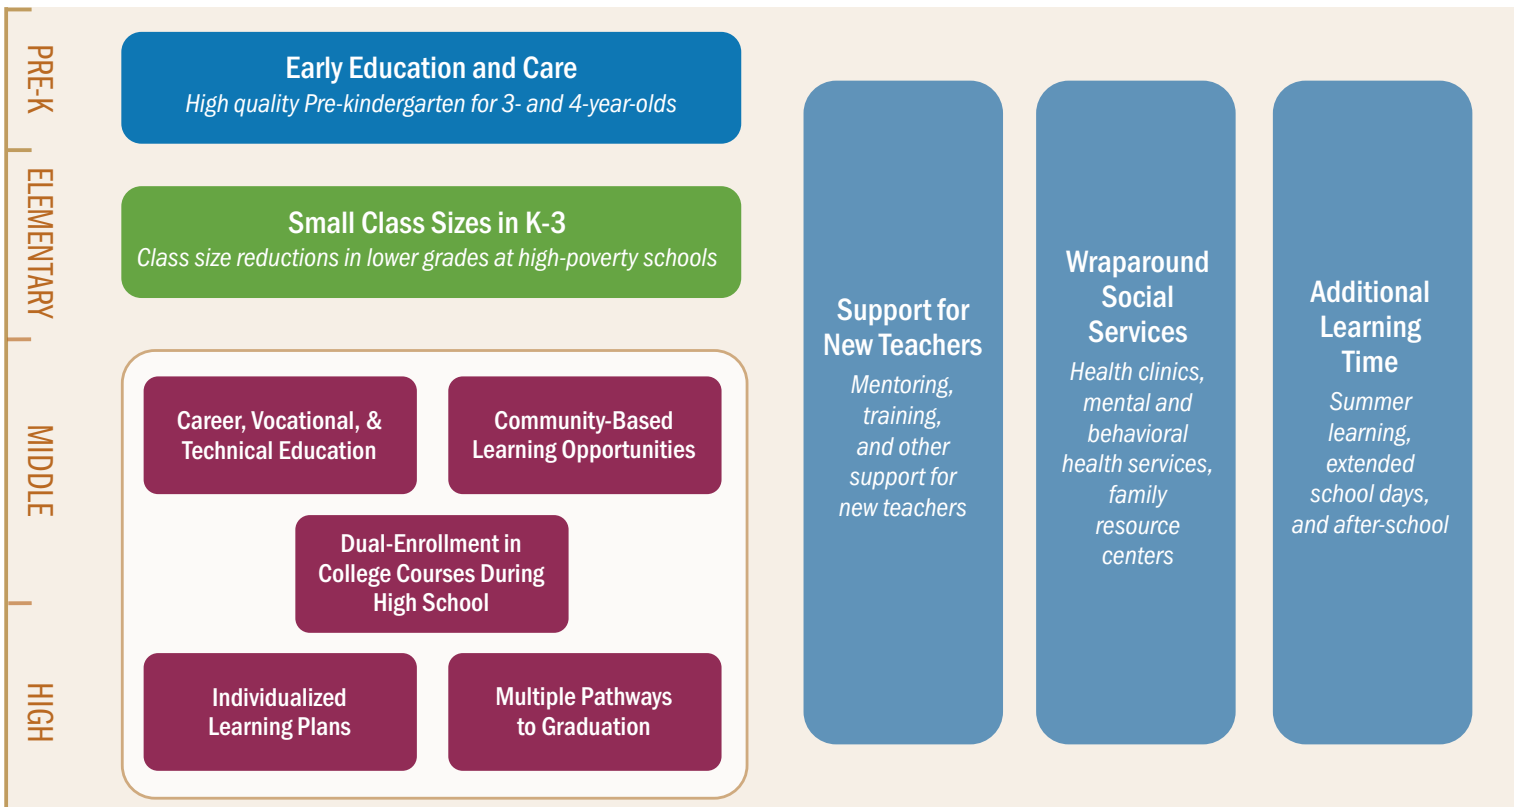 PRE-K
Early Education and Care
High quality Pre-kindergarten for 3- and 4-year-olds
ELEMENTARY
Small Class Sizes in K-3
Class size reductions in lower grades at high-poverty schools
MIDDLE
Career, Vocational, &
Technical Education
Community-Based
Learning Opportunities
Dual-Enrollment in
College Courses During
High School
HIGH
Individualized
Learning Plans
Multiple Pathways
to Graduation
Support for
New Teachers
Mentoring,
training,
and other
support for
new teachers
Wraparound
Social
Services
Health clinics,
mental and
behavioral
health services,
family
resource
centers
Additional
Learning
Time
Summer
learning,
extended
school days,
and after-school